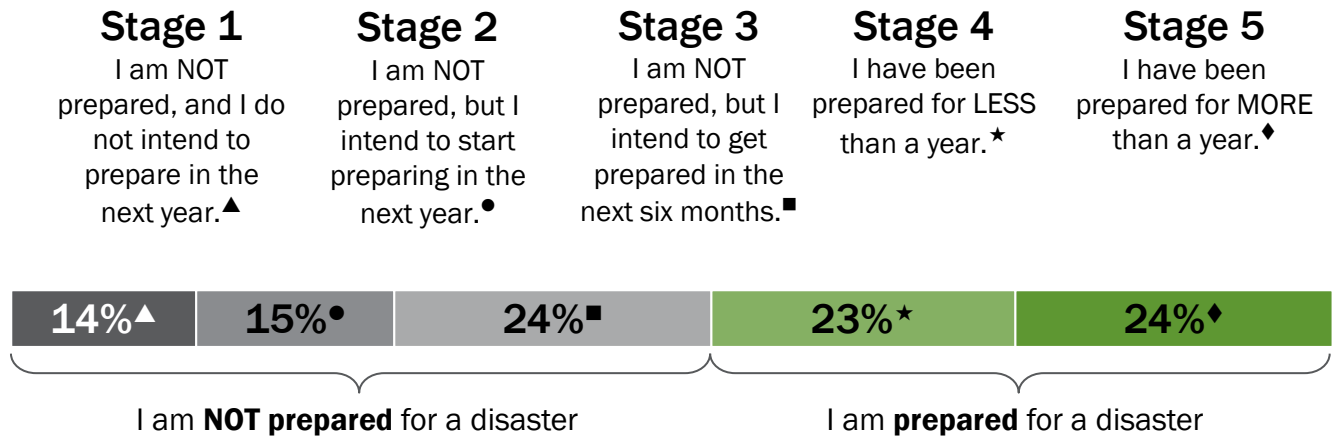 Stage 1
I am NOT
prepared, and I do
not intend to
prepare in the
next year.▲
Stage 2
I am NOT
prepared, but I
intend to start
preparing in the
next year.●
Stage 3
I am NOT
prepared, but I
intend to get
prepared in the
next six months.■
Stage 4
I have been
prepared for LESS
than a year.★
Stage 5
I have been
prepared for MORE
than a year.♦
14%▲
15%●
24%■
23%★
24%♦
I am NOT prepared for a disaster
I am prepared for a disaster